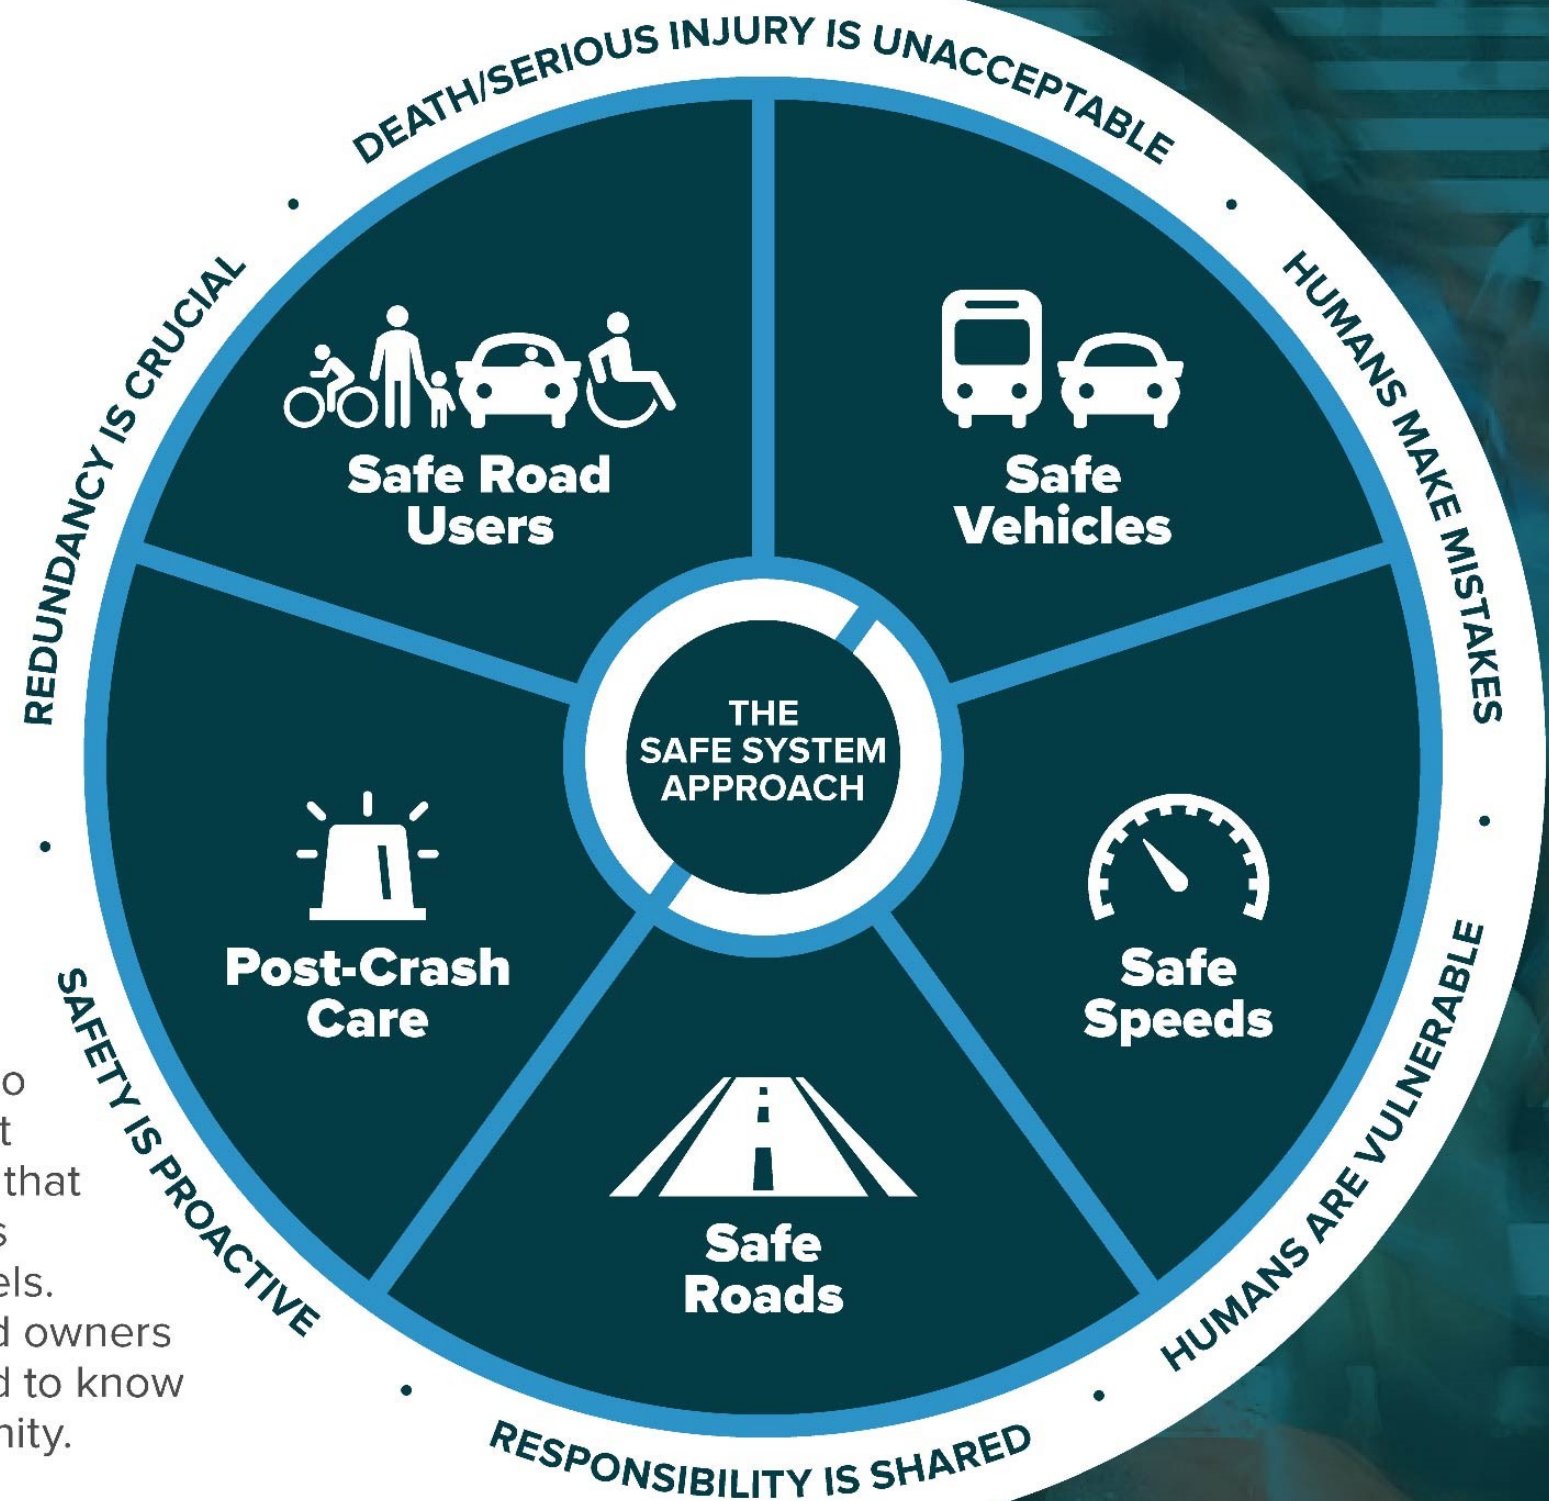 DEATH/SERIOUS INJURY IS UNACCEPTABLE
HUMANS MAKE MISTAKES
HUMANS ARE VULNERABLE
RESPONSIBILITY IS SHARED
SAFETY IS PROACTIVE
REDUNDANCY IS CRUCIAL
Safe Road
Users
Safe
Vehicles
Safe
Speeds
Safe
Roads
Post-Crash
Care
THE
SAFE SYSTEM
APPROACH
that
owners
to know